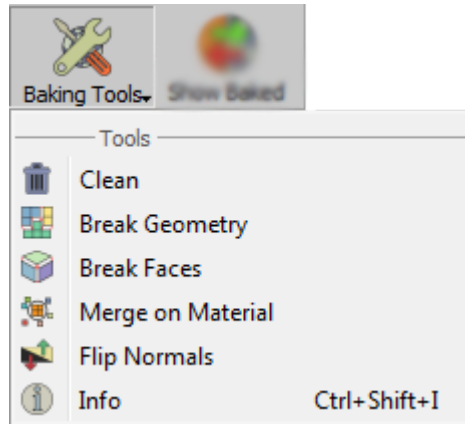 Baking Tools
Show Baked
Tools
Clean
Break Geometry
Break Faces
Merge on Material
Flip Normals
Info Ctrl+Shift+I